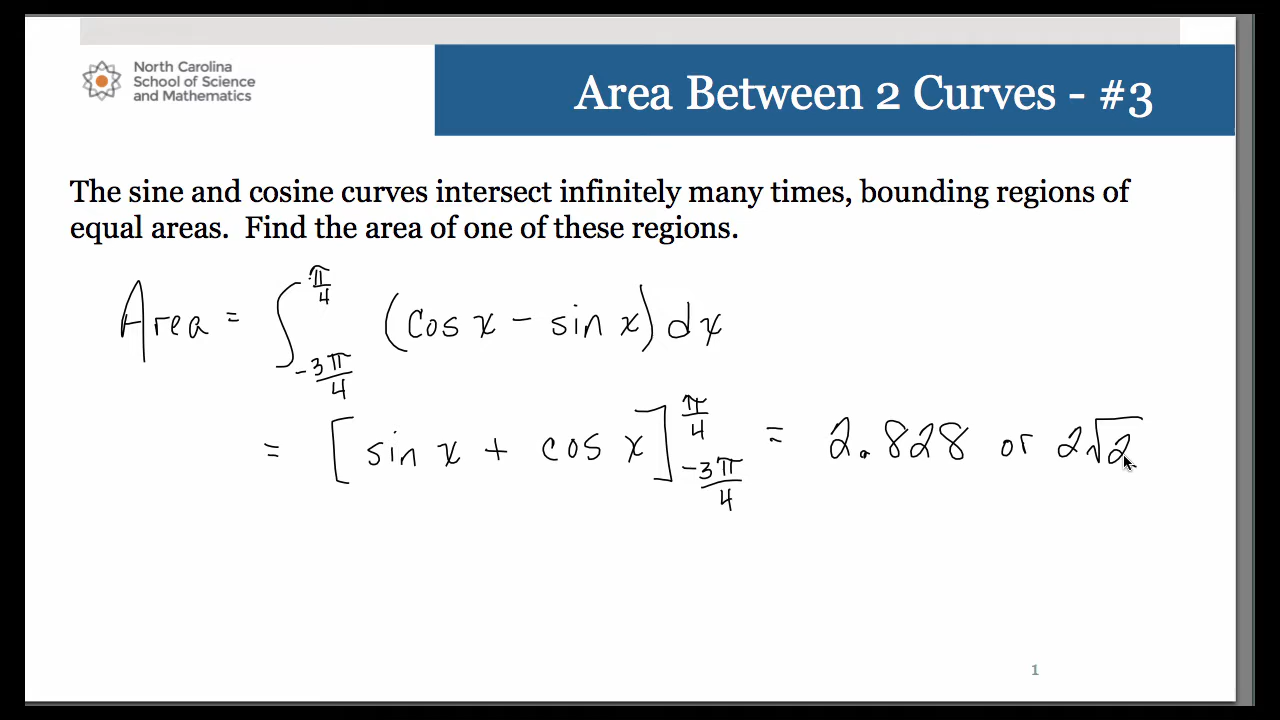 North Carolina
School of Science
and Mathematics
Area Between 2 Curves - #3
The sine and cosine curves intersect infinitely many times, bounding regions of
equal areas. Find the area of one of these regions.
Area = ∫_{-3π/4}^{π/4} (cos x - sin x) dx
= [sin x + cos x]_{-3π/4}^{π/4} = 2.828 or 2√2
1